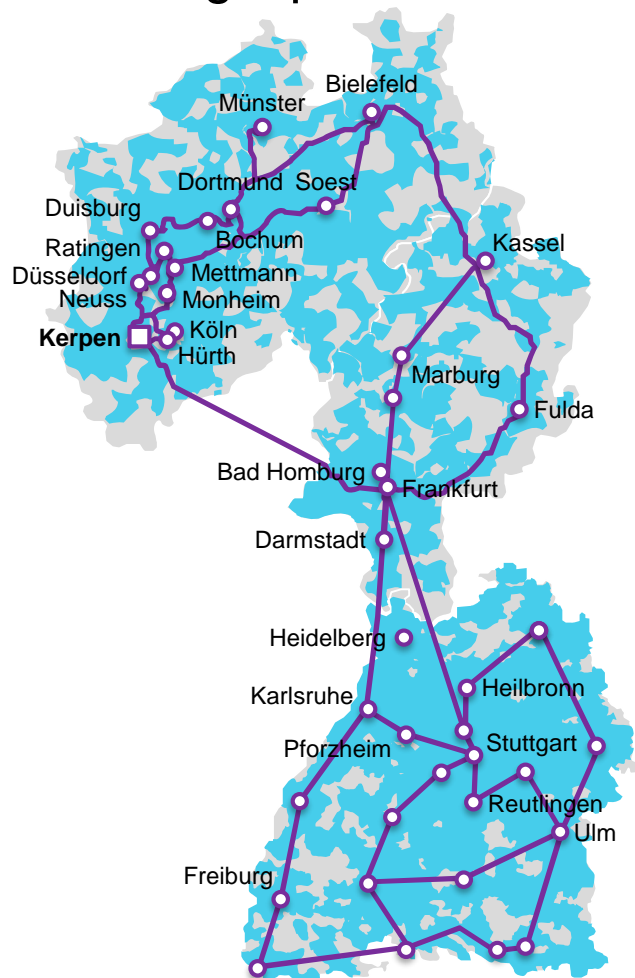 Bielefeld
Münster
Dortmund Soest
Duisburg
Bochum
Ratingen
Kassel
Düsseldorf
Mettmann
Neuss
Monheim
Kerpen
Köln
Hürth
Marburg
Fulda
Bad Homburg
Frankfurt
Darmstadt
Heidelberg
Heilbronn
Karlsruhe
Pforzheim
Stuttgart
Reutlingen
Ulm
Freiburg